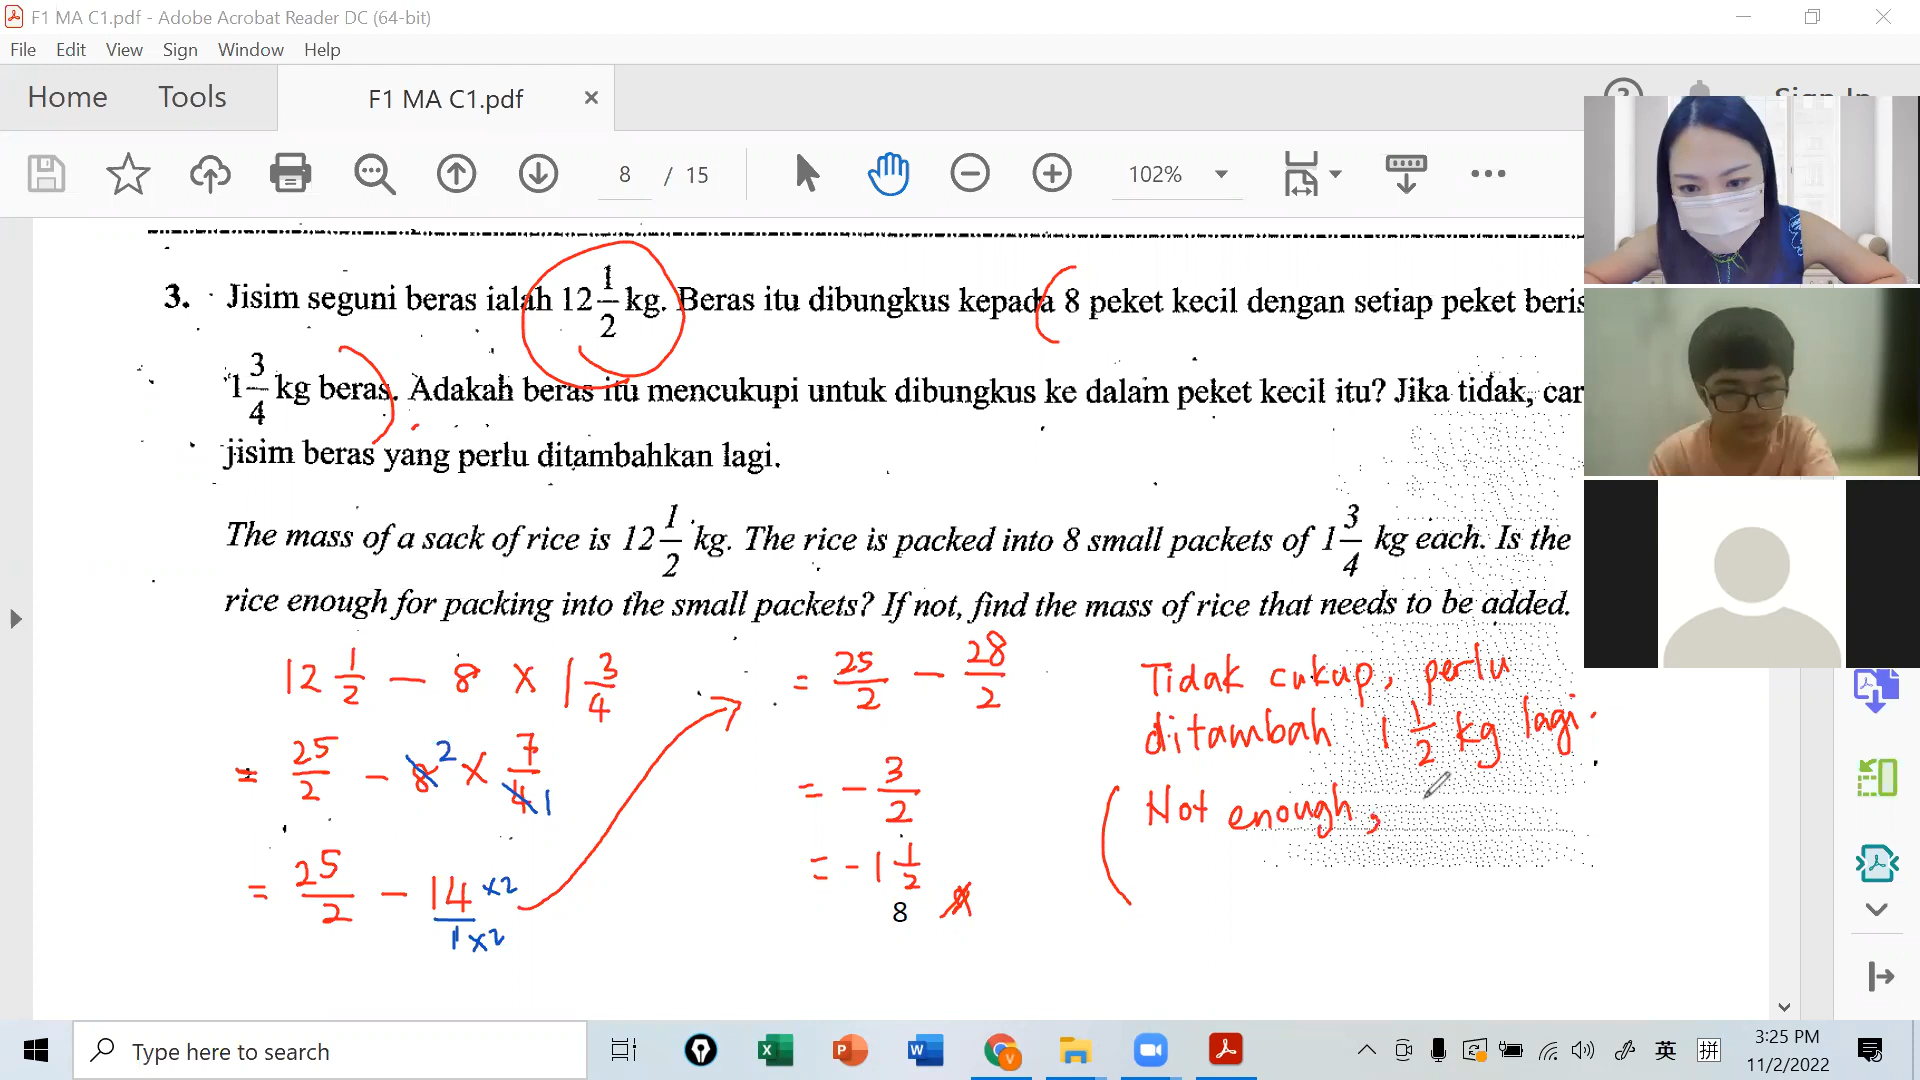 F1 MA C1.pdf - Adobe Acrobat Reader DC (64-bit)
File Edit View Sign Window Help
Home Tools F1 MA C1.pdf ×
8 / 15 102%
3. Jisim seguni beras ialah 12 1/2 kg. Beras itu dibungkus kepada 8 peket kecil dengan setiap peket beris
1 3/4 kg beras. Adakah beras itu mencukupi untuk dibungkus ke dalam peket kecil itu? Jika tidak, car
jisim beras yang perlu ditambahkan lagi.
The mass of a sack of rice is 12 1/2 kg. The rice is packed into 8 small packets of 1 3/4 kg each. Is the
rice enough for packing into the small packets? If not, find the mass of rice that needs to be added.
12 1/2 - 8 × 1 3/4
= 25/2 - 8 2 × 7/4 1
= 25/2 - 14 ×2 / 1 ×2
= 25/2 - 28/2
= - 3/2
= - 1 1/2
8
Tidak cukup, perlu
ditambah 1 1/2 kg lagi.
( Not enough,
Type here to search
英 拼
3:25 PM
11/2/2022